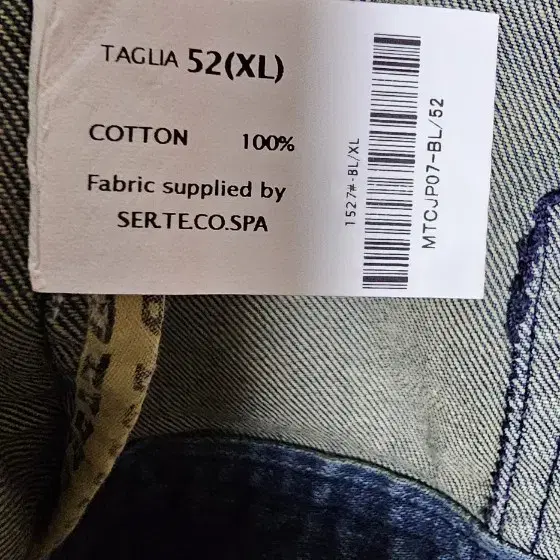 TAGLIA 52(XL)
COTTON 100%
Fabric supplied by
SER.TE.CO.SPA
1527#-BL/XL
MTCJP07-BL/52